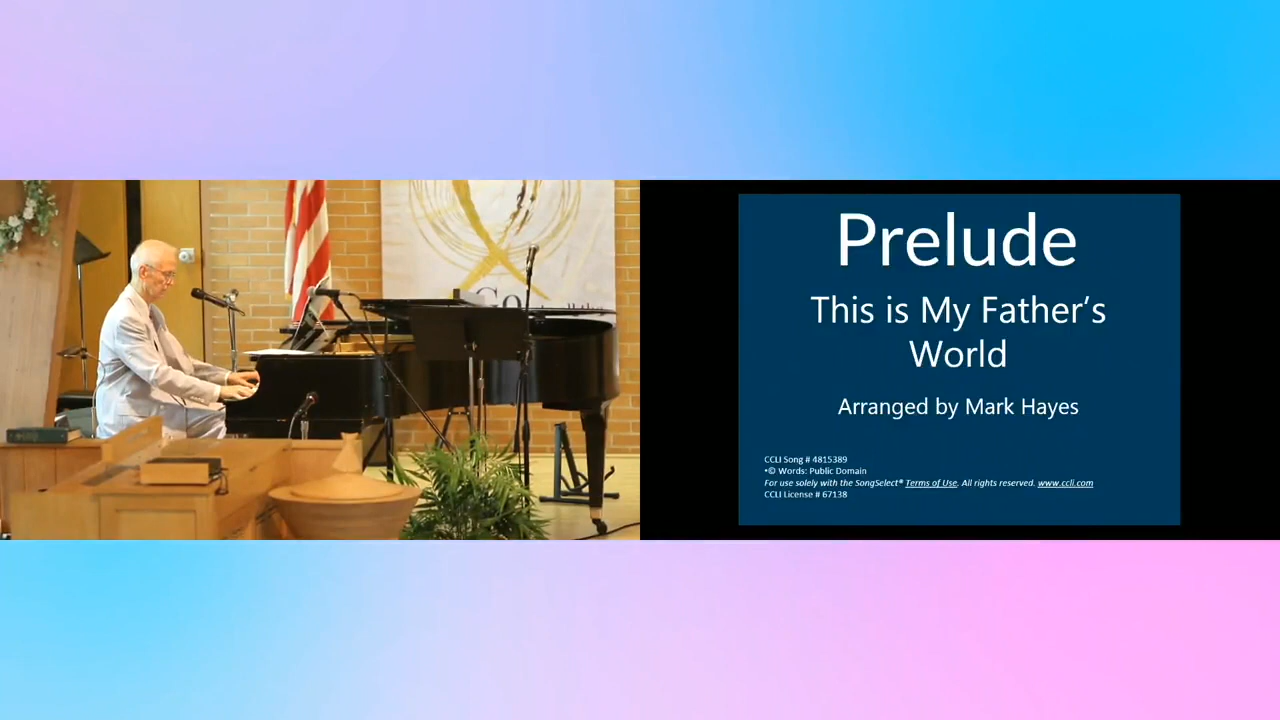 Prelude
This is My Father's
World
Arranged by Mark Hayes
CCLI Song # 4815389
•© Words: Public Domain
For use solely with the SongSelect® Terms of Use. All rights reserved. www.ccli.com
CCLI License # 67138